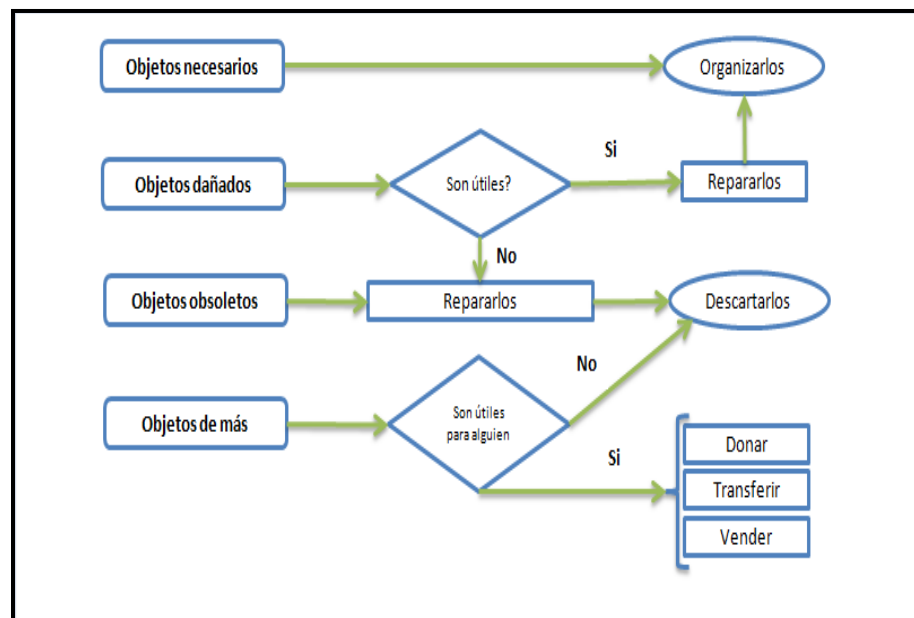 Objetos necesarios
Organizarlos
Objetos dañados
Son útiles?
Si
Repararlos
No
Objetos obsoletos
Repararlos
Descartarlos
No
Objetos de más
Son útiles
para alguien
Si
Donar
Transferir
Vender